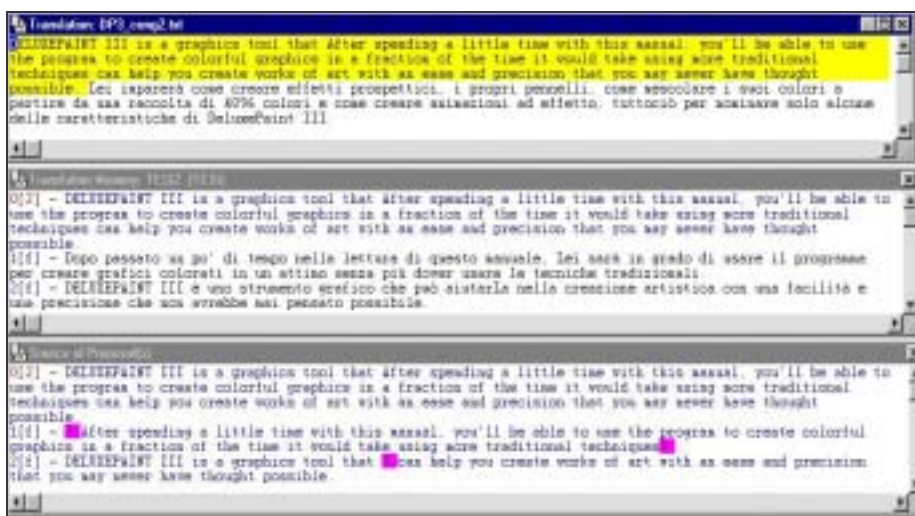 Translation: DP3_comp2.txt
DELUXEPAINT III is a graphics tool that After spending a little time with this manual, you'll be able to use
the program to create colorful graphics in a fraction of the time it would take using more traditional
techniques can help you create works of art with an ease and precision that you may never have thought
possible. Lei imparerà come creare effetti prospettici, i propri pennelli, come mescolare i suoi colori a
partire da una raccolta di 4096 colori e come creare animazioni ad effetto, tuttociò per nominare solo alcune
delle caratteristiche di DeluxePaint III
Translation Memory:
0[2] - DELUXEPAINT III is a graphics tool that After spending a little time with this manual, you'll be able to
use the program to create colorful graphics in a fraction of the time it would take using more traditional
techniques can help you create works of art with an ease and precision that you may never have thought
possible
1[f] - Dopo passato un po' di tempo nella lettura di questo manuale, Lei sarà in grado di usare il programma
per creare grafici colorati in un attimo senza più dover usare le tecniche tradizionali.
2[f] - DELUXEPAINT III è uno strumento grafico che può aiutarla nella creazione artistica con una facilità e
una precisione che non avrebbe mai pensato possibile.
Source of Proposal(s)
0[2] - DELUXEPAINT III is a graphics tool that After spending a little time with this manual, you'll be able to
use the program to create colorful graphics in a fraction of the time it would take using more traditional
techniques can help you create works of art with an ease and precision that you may never have thought
possible
1[f] - After spending a little time with this manual, you'll be able to use the program to create colorful
graphics in a fraction of the time it would take using more traditional techniques
2[f] - DELUXEPAINT III is a graphics tool that can help you create works of art with an ease and precision
that you may never have thought possible.